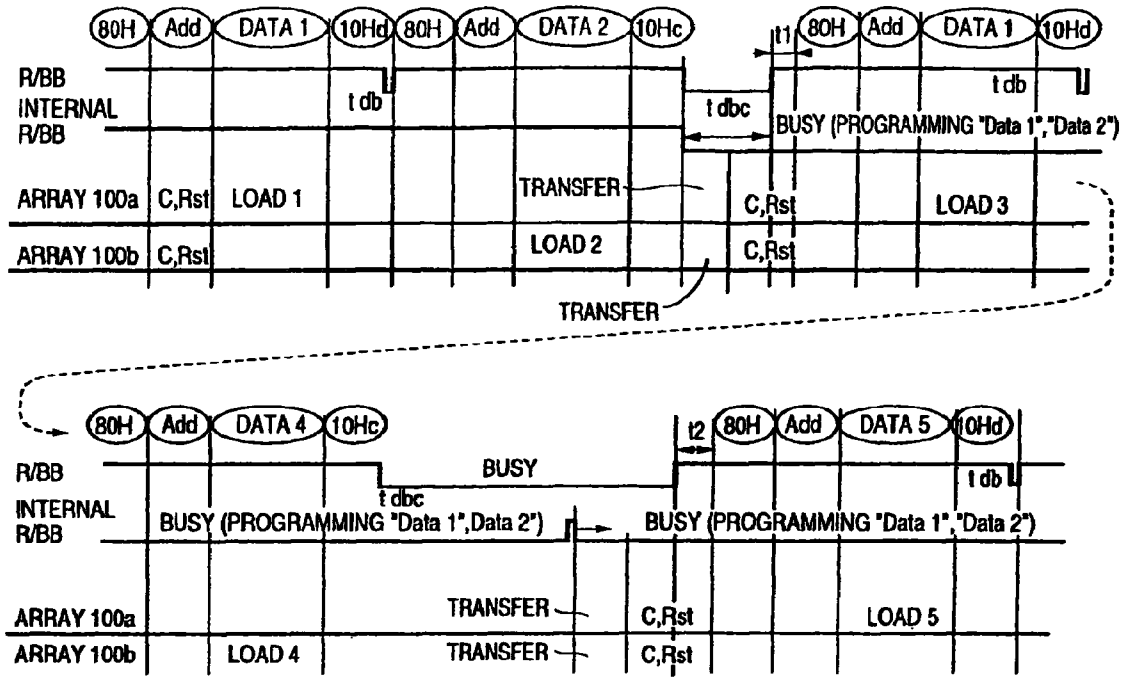 80H Add DATA 1 10Hd 80H Add DATA 2 10Hc t1 80H Add DATA 1 10Hd
R/BB t db t dbc t db
INTERNAL
R/BB BUSY (PROGRAMMING "Data 1","Data 2")
ARRAY 100a C,Rst LOAD 1 TRANSFER C,Rst LOAD 3
ARRAY 100b C,Rst LOAD 2 C,Rst
TRANSFER
80H Add DATA 4 10Hc t2 80H Add DATA 5 10Hd
R/BB BUSY t db
t dbc
INTERNAL
R/BB BUSY (PROGRAMMING "Data 1",Data 2") BUSY (PROGRAMMING "Data 1","Data 2")
ARRAY 100a TRANSFER C,Rst LOAD 5
ARRAY 100b LOAD 4 TRANSFER C,Rst